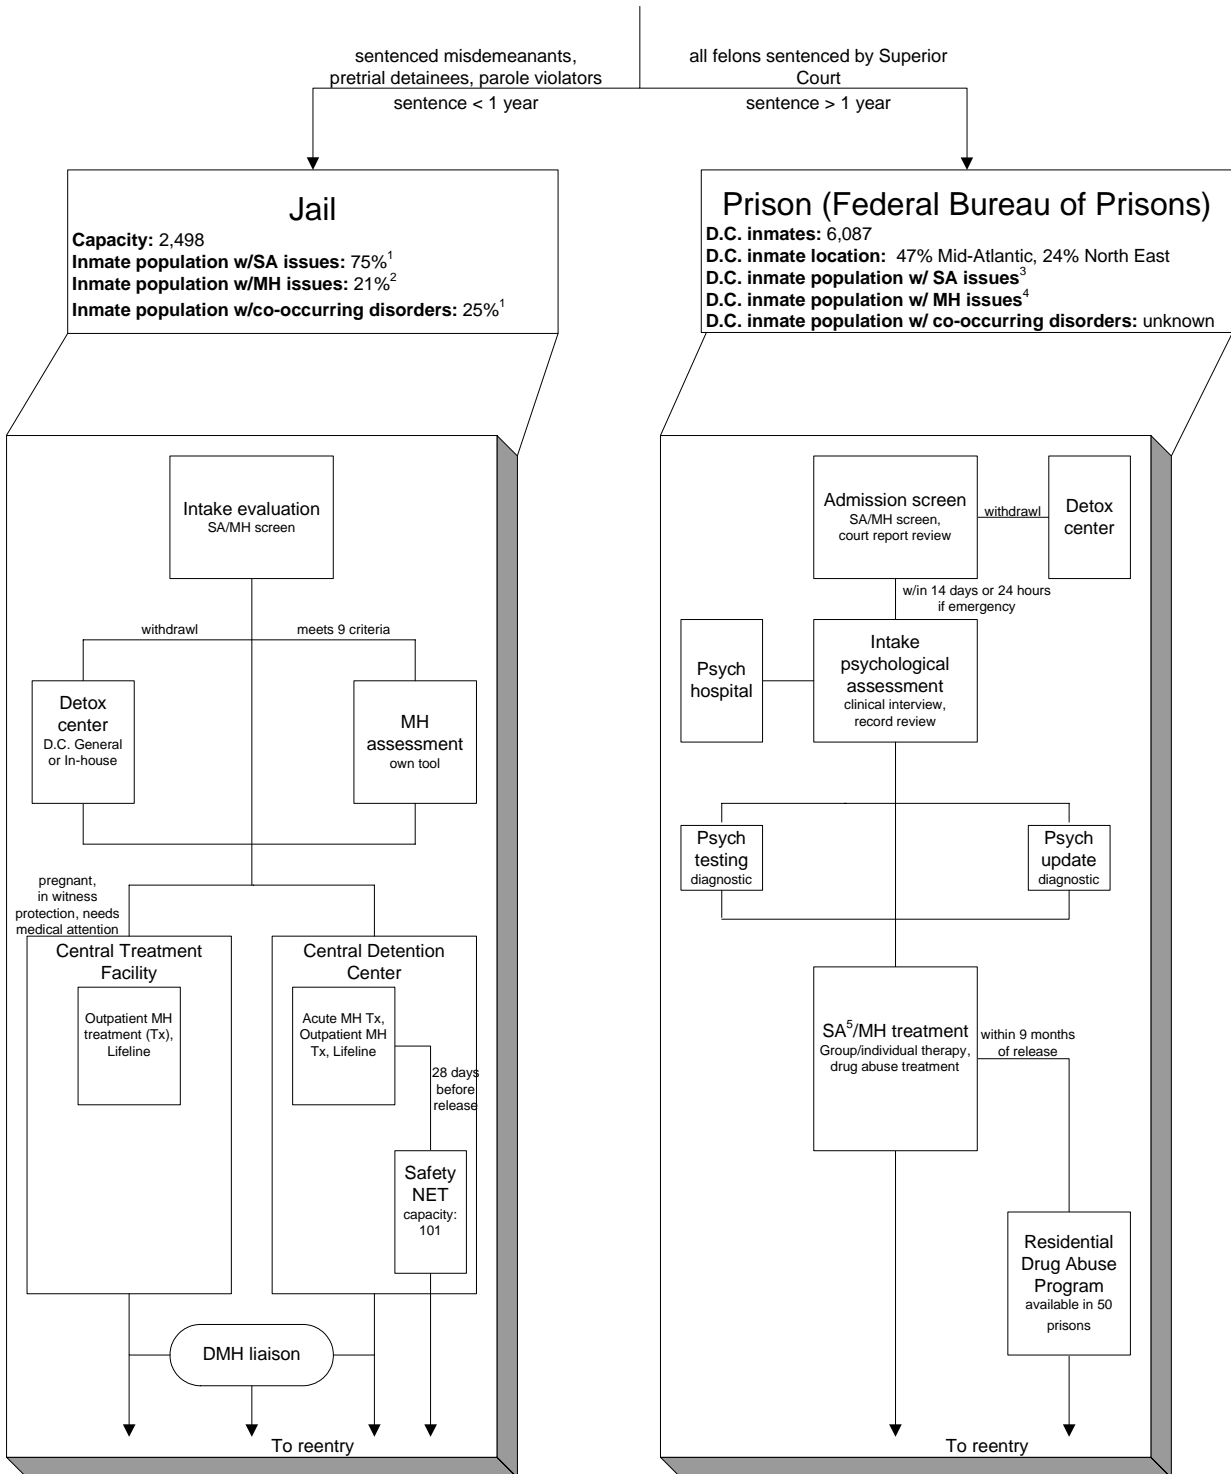 sentenced misdemeanants,
pretrial detainees, parole violators
sentence < 1 year
all felons sentenced by Superior
Court
sentence > 1 year
Jail
Capacity: 2,498
Inmate population w/SA issues: 75%1
Inmate population w/MH issues: 21%2
Inmate population w/co-occurring disorders: 25%1
Prison (Federal Bureau of Prisons)
D.C. inmates: 6,087
D.C. inmate location: 47% Mid-Atlantic, 24% North East
D.C. inmate population w/ SA issues3
D.C. inmate population w/ MH issues4
D.C. inmate population w/ co-occurring disorders: unknown
Intake evaluation
SA/MH screen
withdrawl
meets 9 criteria
Detox
center
D.C. General
or In-house
MH
assessment
own tool
pregnant,
in witness
protection, needs
medical attention
Central Treatment
Facility
Outpatient MH
treatment (Tx),
Lifeline
Central Detention
Center
Acute MH Tx,
Outpatient MH
Tx, Lifeline
28 days
before
release
Safety
NET
capacity:
101
DMH liaison
To reentry
Admission screen
SA/MH screen,
court report review
withdrawl
Detox
center
w/in 14 days or 24 hours
if emergency
Psych
hospital
Intake
psychological
assessment
clinical interview,
record review
Psych
testing
diagnostic
Psych
update
diagnostic
SA5/MH treatment
Group/individual therapy,
drug abuse treatment
within 9 months
of release
Residential
Drug Abuse
Program
available in 50
prisons
To reentry